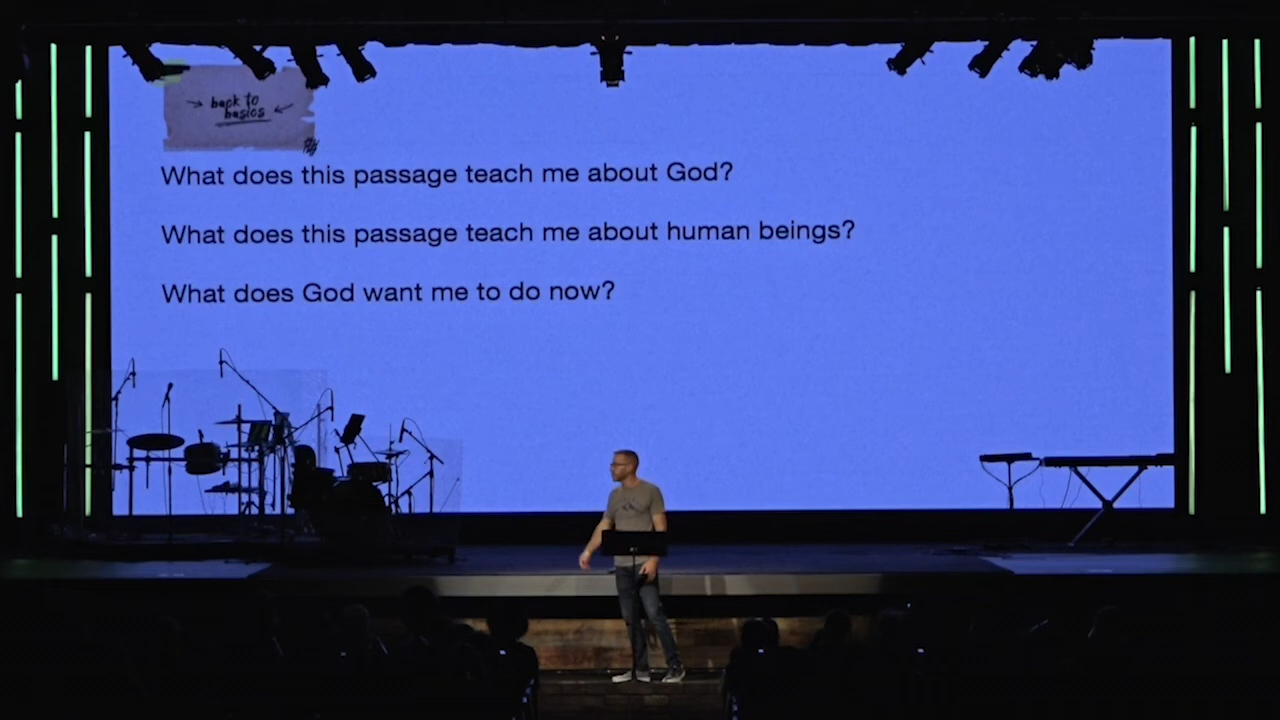 back to
basics
What does this passage teach me about God?
What does this passage teach me about human beings?
What does God want me to do now?